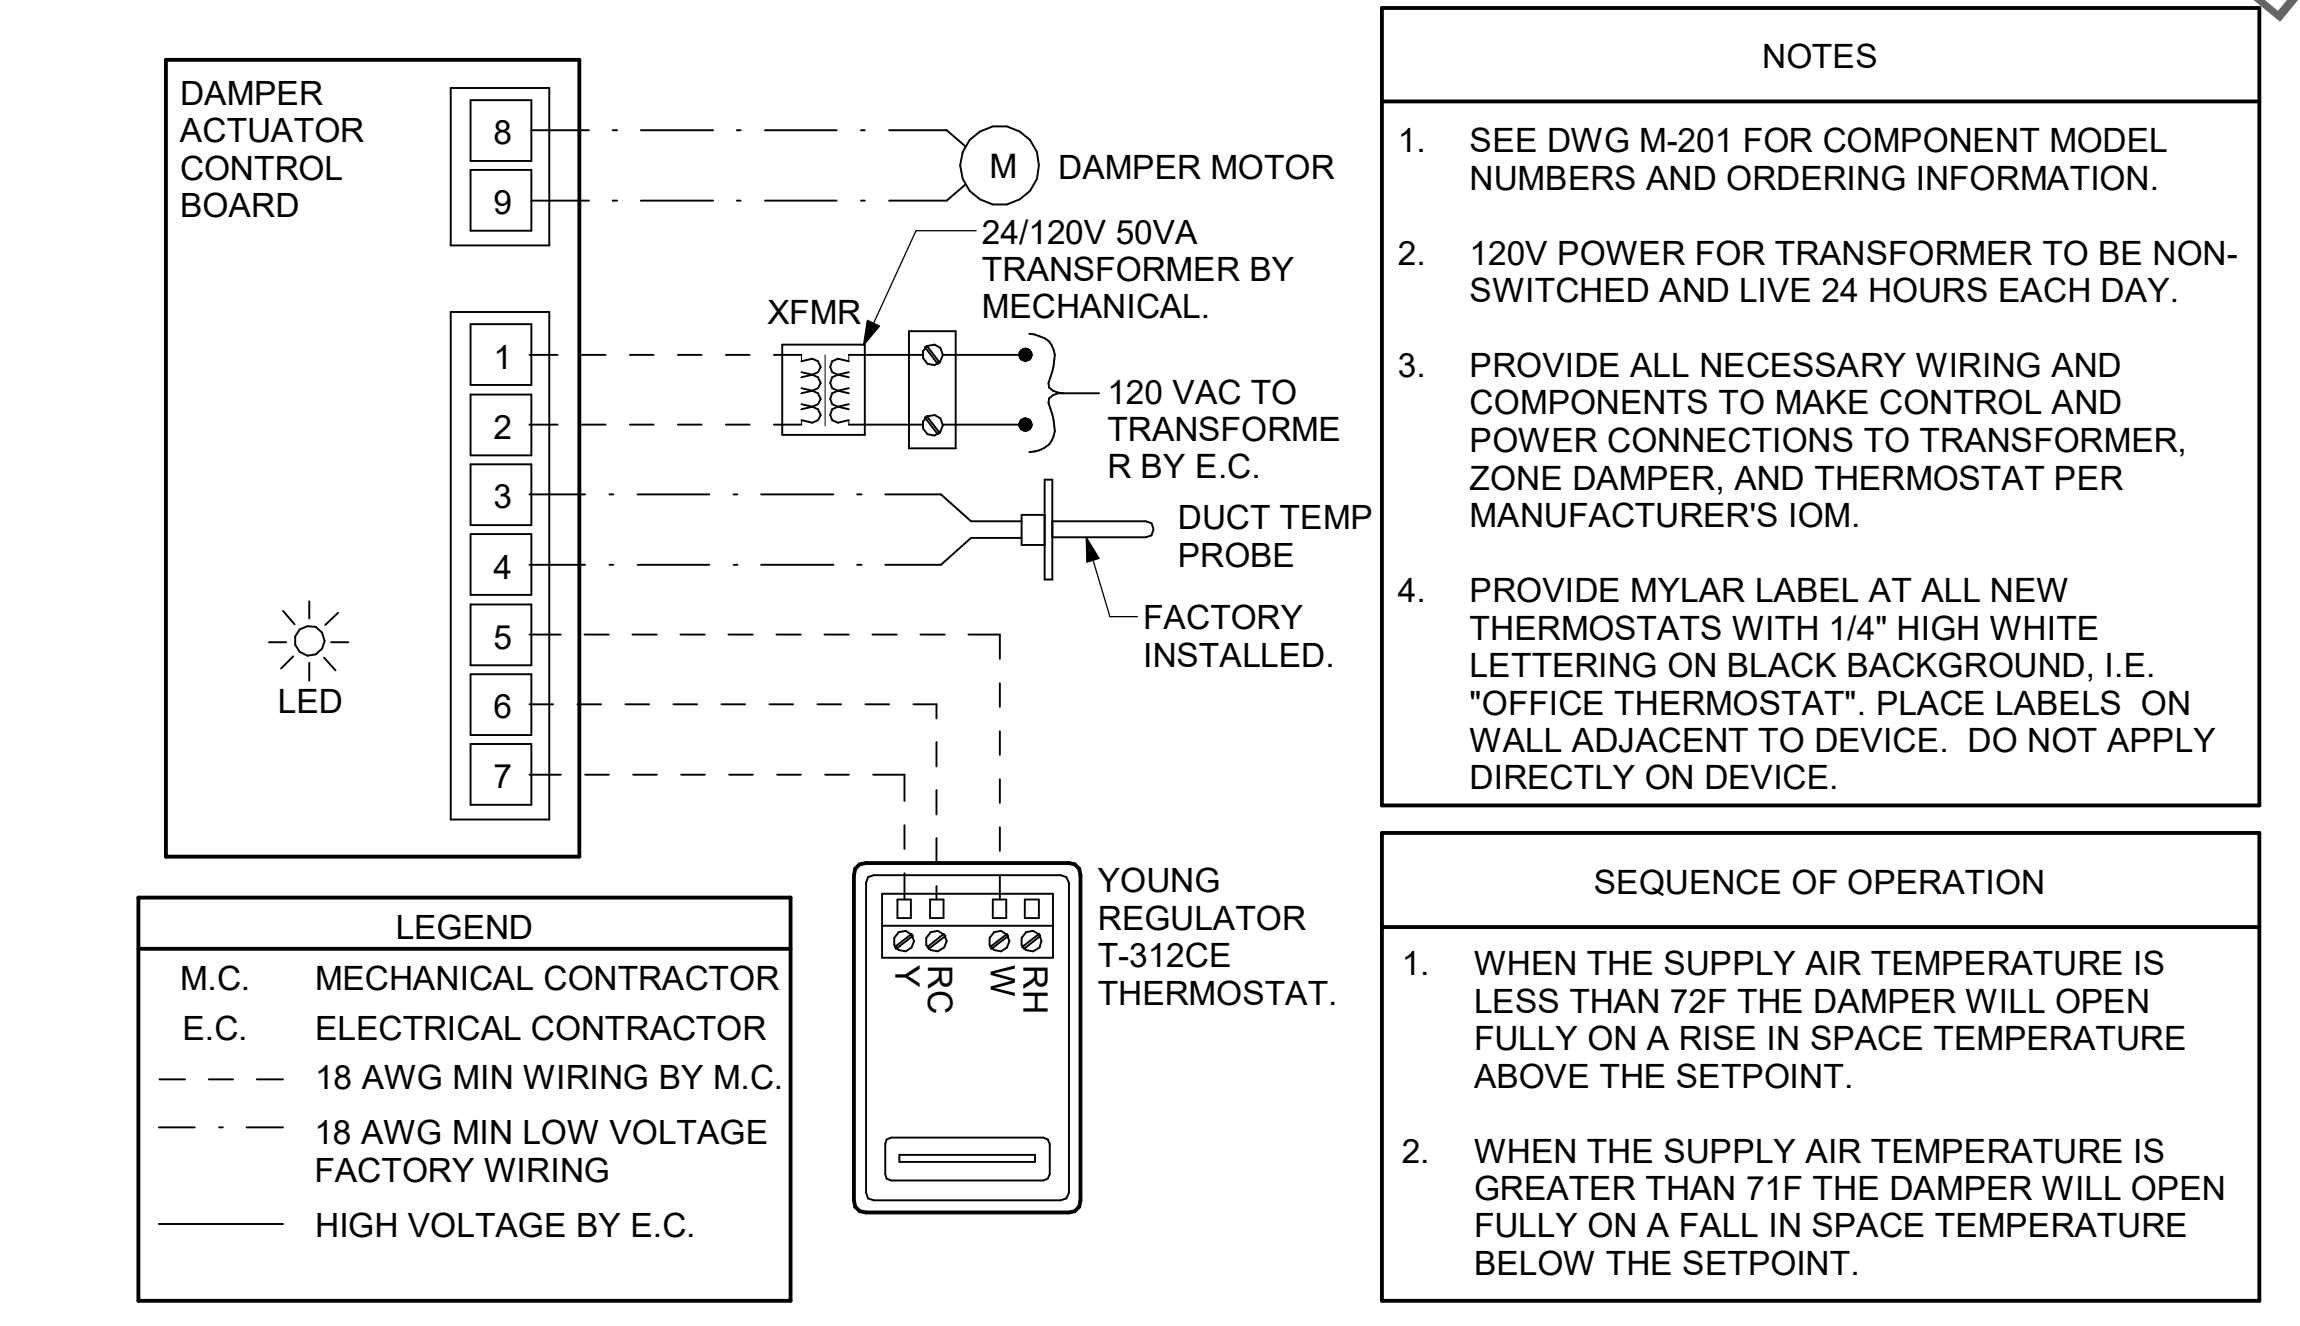 DAMPER
ACTUATOR
CONTROL
BOARD
8
9
M
DAMPER MOTOR
24/120V 50VA
TRANSFORMER BY
MECHANICAL.
XFMR
1
2
3
4
5
6
7
120 VAC TO
TRANSFORME
R BY E.C.
DUCT TEMP
PROBE
FACTORY
INSTALLED.
LED
YOUNG
REGULATOR
T-312CE
THERMOSTAT.
Y
RC
W
RH
LEGEND
M.C. MECHANICAL CONTRACTOR
E.C. ELECTRICAL CONTRACTOR
18 AWG MIN WIRING BY M.C.
18 AWG MIN LOW VOLTAGE
FACTORY WIRING
HIGH VOLTAGE BY E.C.
NOTES
1. SEE DWG M-201 FOR COMPONENT MODEL
NUMBERS AND ORDERING INFORMATION.
2. 120V POWER FOR TRANSFORMER TO BE NON-
SWITCHED AND LIVE 24 HOURS EACH DAY.
3. PROVIDE ALL NECESSARY WIRING AND
COMPONENTS TO MAKE CONTROL AND
POWER CONNECTIONS TO TRANSFORMER,
ZONE DAMPER, AND THERMOSTAT PER
MANUFACTURER'S IOM.
4. PROVIDE MYLAR LABEL AT ALL NEW
THERMOSTATS WITH 1/4" HIGH WHITE
LETTERING ON BLACK BACKGROUND, I.E.
"OFFICE THERMOSTAT". PLACE LABELS  ON
WALL ADJACENT TO DEVICE.  DO NOT APPLY
DIRECTLY ON DEVICE.
SEQUENCE OF OPERATION
1. WHEN THE SUPPLY AIR TEMPERATURE IS
LESS THAN 72F THE DAMPER WILL OPEN
FULLY ON A RISE IN SPACE TEMPERATURE
ABOVE THE SETPOINT.
2. WHEN THE SUPPLY AIR TEMPERATURE IS
GREATER THAN 71F THE DAMPER WILL OPEN
FULLY ON A FALL IN SPACE TEMPERATURE
BELOW THE SETPOINT.